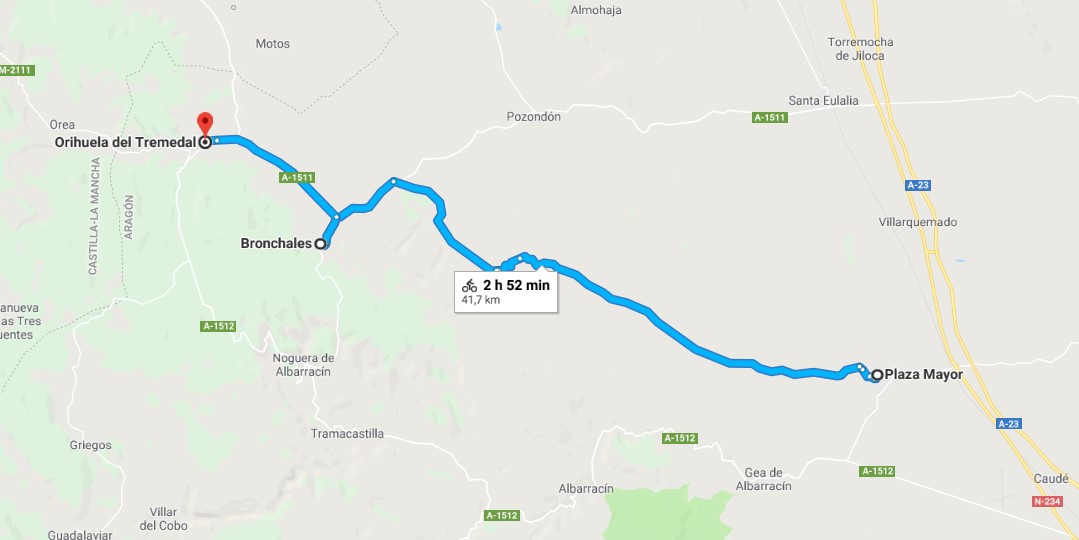 Almohaja
Motos
Torremocha
de Jiloca
M-2111
Santa Eulalia
Pozondón
A-1511
Orea
Orihuela del Tremedal
A-1511
A-23
CASTILLA-LA MANCHA
ARAGÓN
Villarquemado
Bronchales
2 h 52 min
41,7 km
anueva
as Tres
uentes
A-1512
Noguera de
Albarracín
Plaza Mayor
A-23
Tramacastilla
A-1512
Griegos
Gea de
Albarracín
A-1512
Caudé
Albarracín
N-234
Villar
del Cobo
A-1512
Guadalaviar